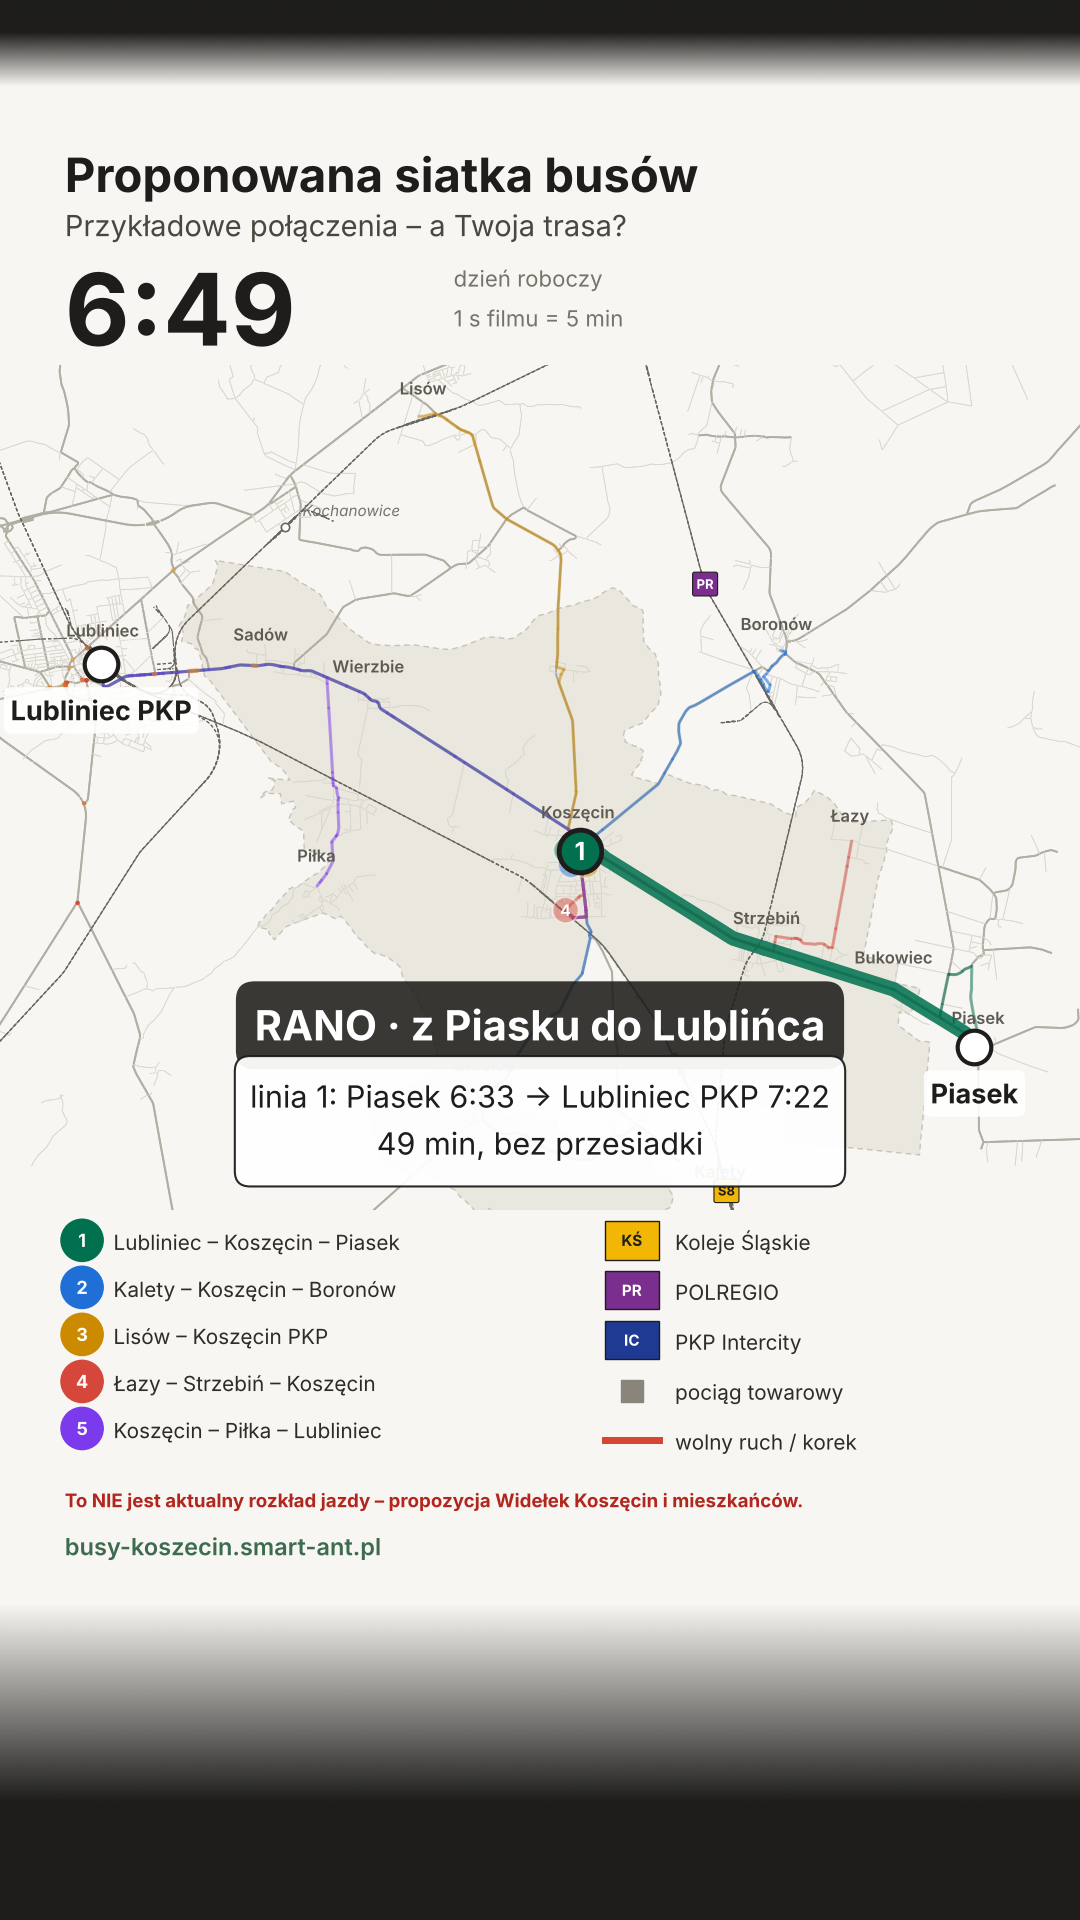 Proponowana siatka busów
Przykładowe połączenia – a Twoja trasa?
6:49
dzień roboczy
1 s filmu = 5 min
Lisów
Kochanowice
PR
Boronów
Lubliniec
Sadów
Wierzbie
Lubliniec PKP
Koszęcin
Łazy
1
Piłka
4
Strzebiń
Bukowiec
Piasek
Piasek
RANO · z Piasku do Lublińca
linia 1: Piasek 6:33 → Lubliniec PKP 7:22
49 min, bez przesiadki
Kalety
S8
1 Lubliniec – Koszęcin – Piasek
2 Kalety – Koszęcin – Boronów
3 Lisów – Koszęcin PKP
4 Łazy – Strzebiń – Koszęcin
5 Koszęcin – Piłka – Lubliniec
KŚ Koleje Śląskie
PR POLREGIO
IC PKP Intercity
pociąg towarowy
wolny ruch / korek
To NIE jest aktualny rozkład jazdy – propozycja Widełek Koszęcin i mieszkańców.
busy-koszecin.smart-ant.pl